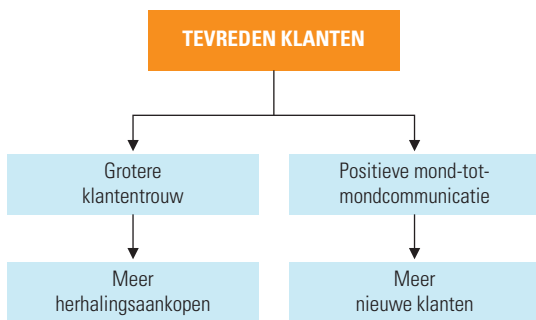 TEVREDEN KLANTEN
Grotere
klantentrouw
Positieve mond-tot-
mondcommunicatie
Meer
herhalingsaankopen
Meer
nieuwe klanten